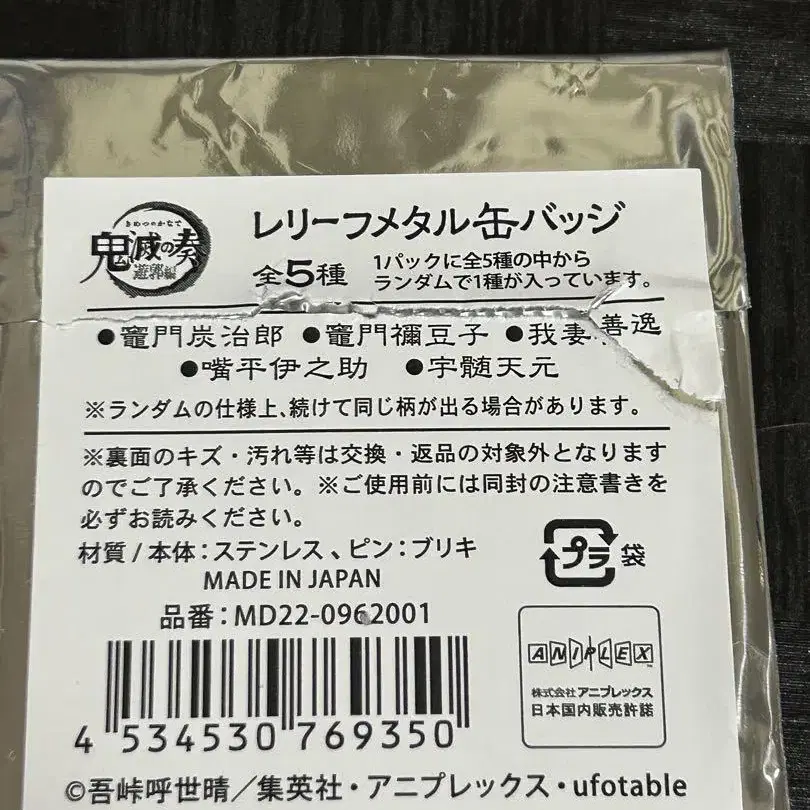 きめつのかなで
鬼滅の奏
遊郭編
レリーフメタル缶バッジ
全5種
1パックに全5種の中から
ランダムで1種が入っています。
●竈門炭治郎 ●竈門禰豆子 ●我妻善逸
●嘴平伊之助 ●宇髄天元
※ランダムの仕様上、続けて同じ柄が出る場合があります。
※裏面のキズ・汚れ等は交換・返品の対象外となります
のでご了承ください。※ご使用前には同封の注意書きを
必ずお読みください。
材質/本体:ステンレス、ピン:ブリキ
MADE IN JAPAN
品番:MD22-0962001
プラ 袋
4 534530 769350
ANIPLEX
株式会社アニプレックス
日本国内販売許諾
©吾峠呼世晴/集英社・アニプレックス・ufotable